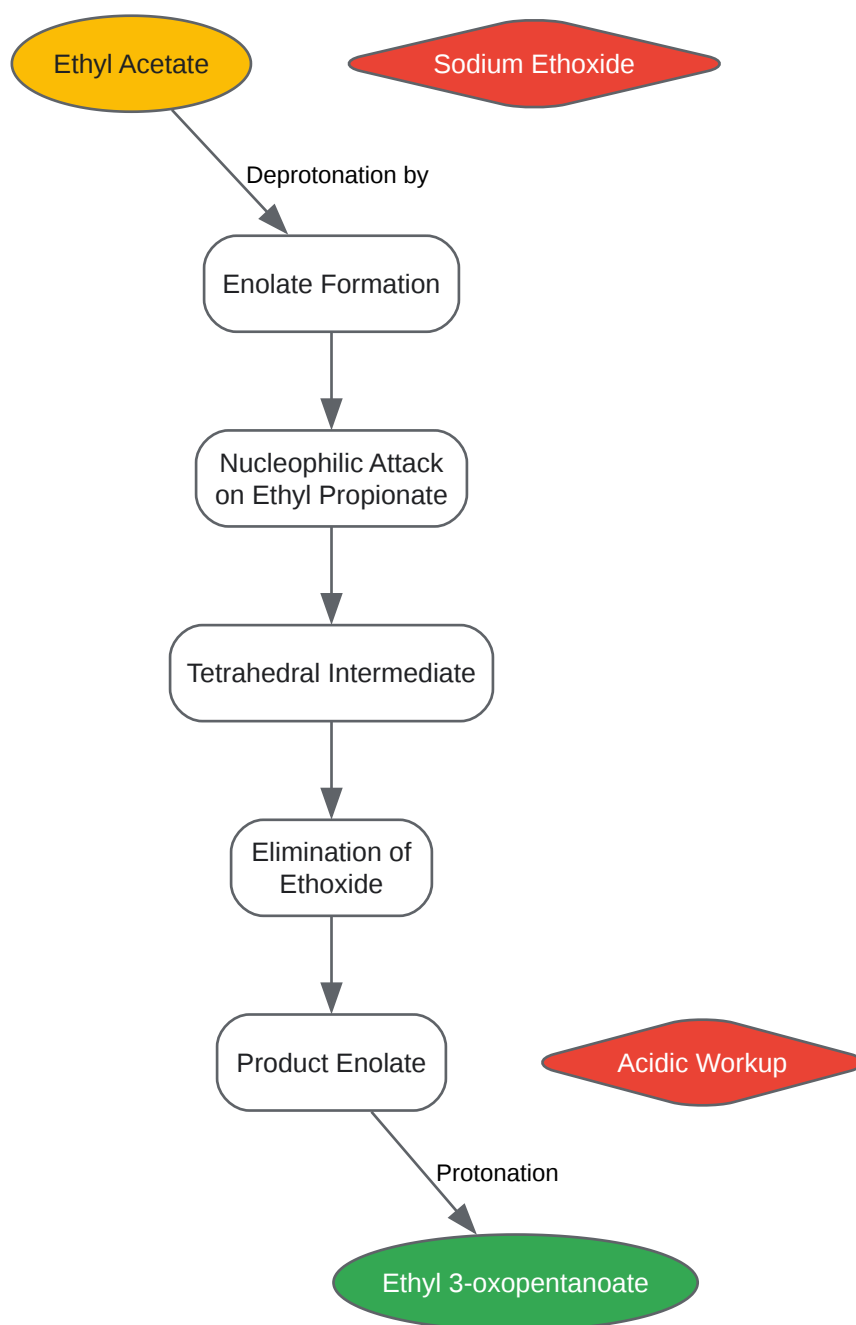 Ethyl Acetate
Sodium Ethoxide
Deprotonation by
Enolate Formation
Nucleophilic Attack
on Ethyl Propionate
Tetrahedral Intermediate
Elimination of
Ethoxide
Product Enolate
Acidic Workup
Protonation
Ethyl 3-oxopentanoate